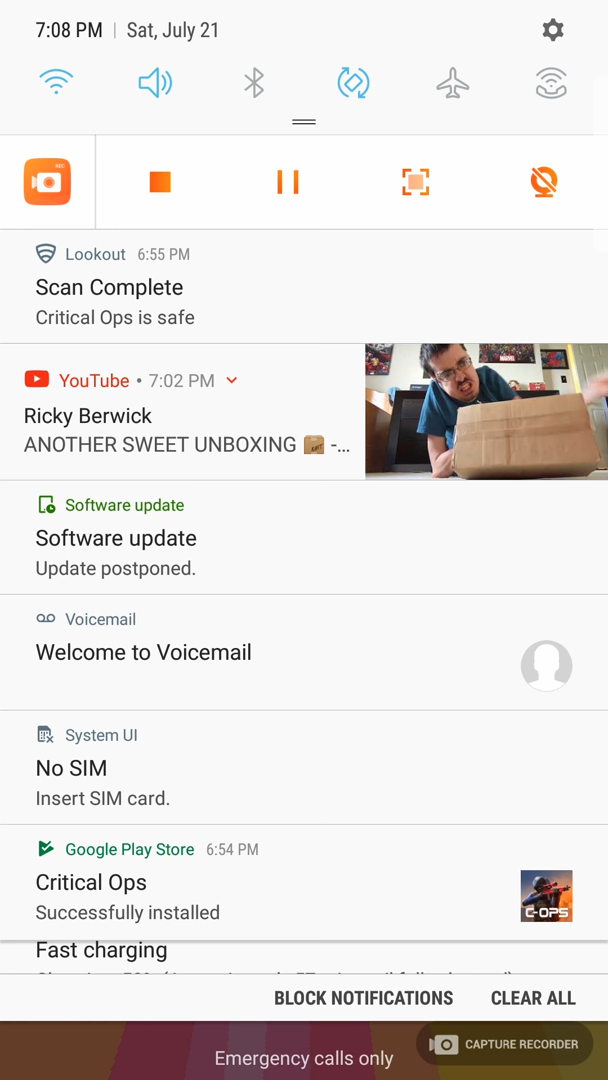 7:08 PM | Sat, July 21
REC
Lookout 6:55 PM
Scan Complete
Critical Ops is safe
YouTube • 7:02 PM
Ricky Berwick
ANOTHER SWEET UNBOXING 📦 -...
Software update
Software update
Update postponed.
Voicemail
Welcome to Voicemail
System UI
No SIM
Insert SIM card.
Google Play Store 6:54 PM
Critical Ops
Successfully installed
C-OPS
Fast charging
BLOCK NOTIFICATIONS CLEAR ALL
CAPTURE RECORDER
Emergency calls only